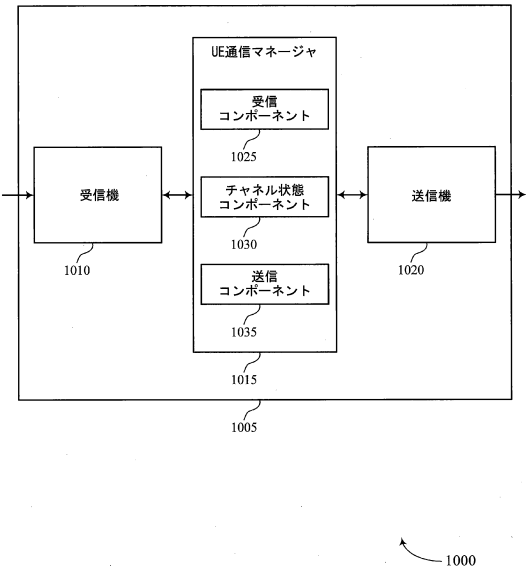 UE通信マネージャ
受信
コンポーネント
1025
受信機
1010
チャネル状態
コンポーネント
1030
送信機
1020
送信
コンポーネント
1035
1015
1005
1000